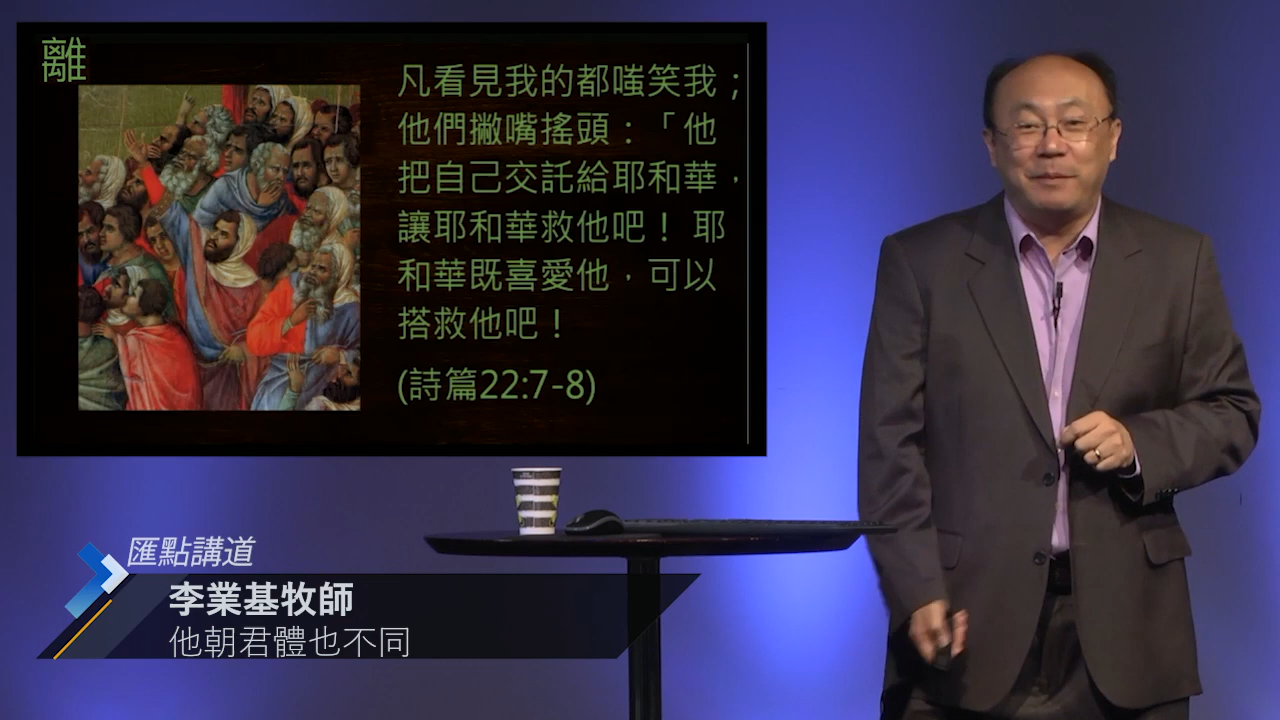 離
凡看見我的都嗤笑我；
他們撇嘴搖頭：「他
把自己交託給耶和華，
讓耶和華救他吧！ 耶
和華既喜愛他，可以
搭救他吧！
(詩篇22:7-8)
匯點講道
李業基牧師
他朝君體也不同